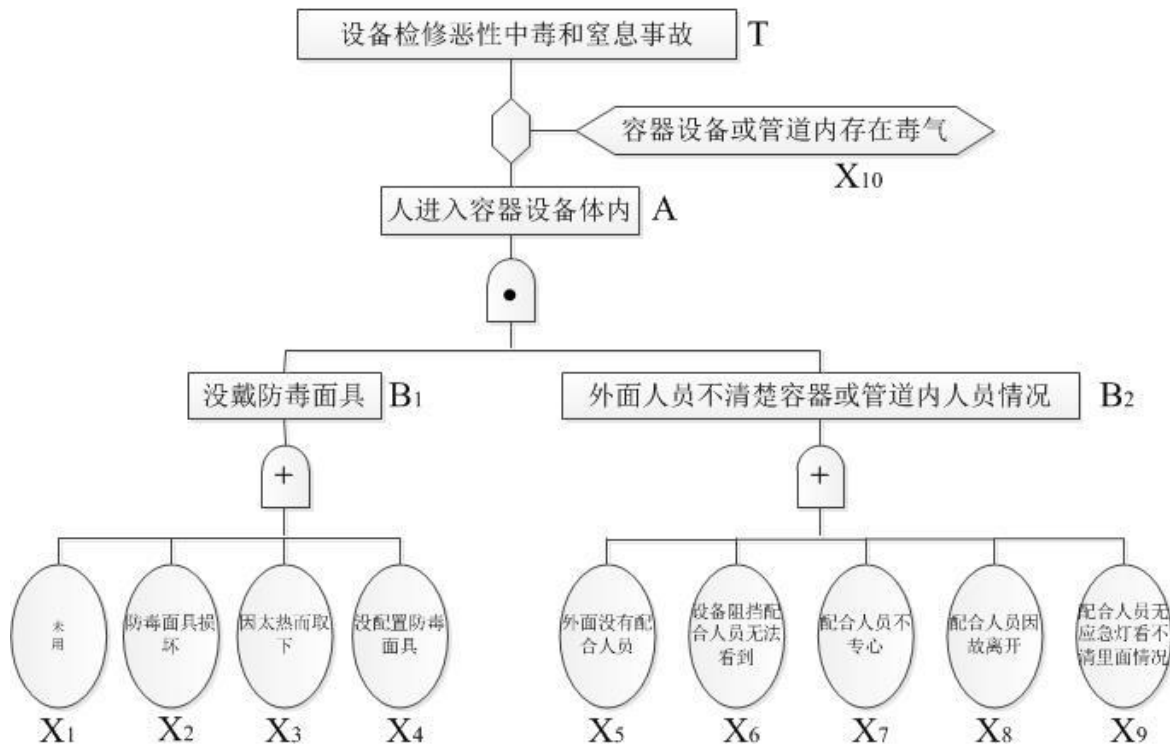 设备检修恶性中毒和窒息事故 T
容器设备或管道内存在毒气
X10
人进入容器设备体内 A
•
没戴防毒面具 B1
外面人员不清楚容器或管道内人员情况 B2
+
+
未
用
防毒面具损
坏
因太热而取
下
没配置防毒
面具
外面没有配
合人员
设备阻挡配
合人员无法
看到
配合人员不
专心
配合人员因
故离开
配合人员无
应急灯看不
清里面情况
X1 X2 X3 X4 X5 X6 X7 X8 X9